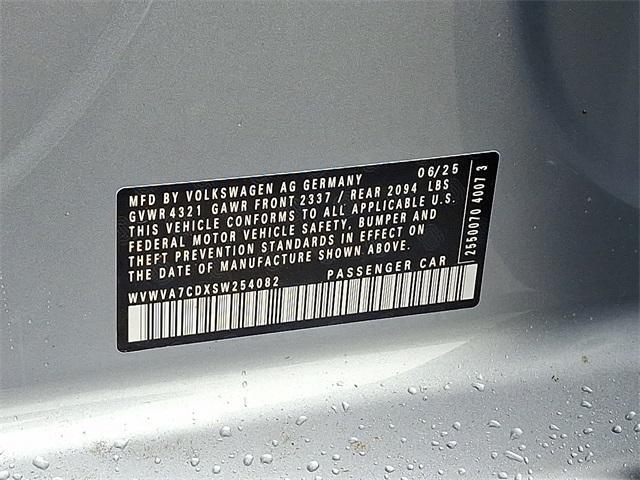 MFD BY VOLKSWAGEN AG GERMANY 06/25
GVWR 4321 GAWR FRONT 2337 / REAR 2094 LBS
THIS VEHICLE CONFORMS TO ALL APPLICABLE U.S.
FEDERAL MOTOR VEHICLE SAFETY, BUMPER AND
THEFT PREVENTION STANDARDS IN EFFECT ON
THE DATE OF MANUFACTURE SHOWN ABOVE.
WVWVA7CDXSW254082 PASSENGER CAR
2550070 4007 3